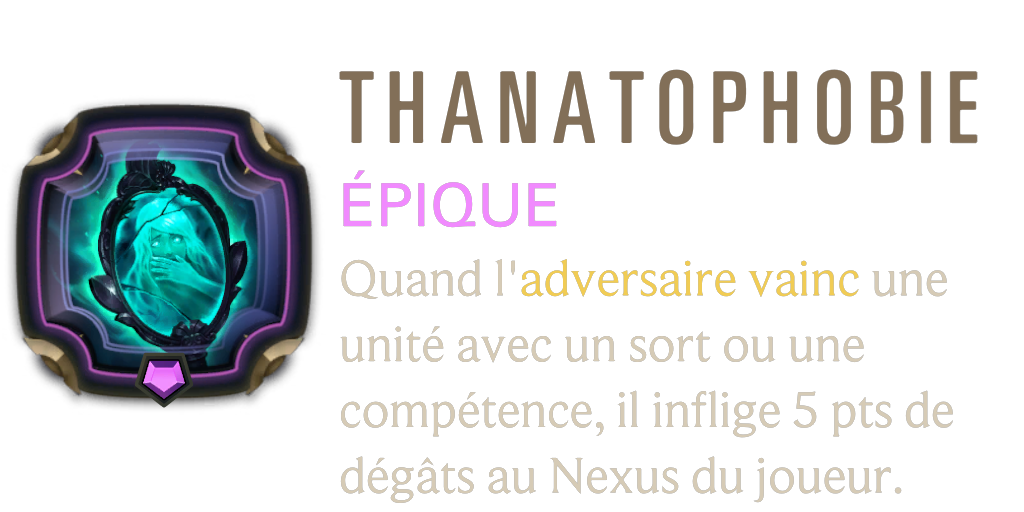 THANATOPHOBIE
ÉPIQUE
Quand l'adversaire vainc une
unité avec un sort ou une
compétence, il inflige 5 pts de
dégâts au Nexus du joueur.